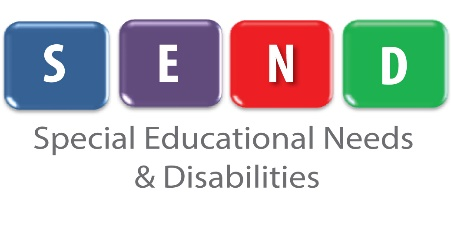 S E N D
Special Educational Needs
& Disabilities